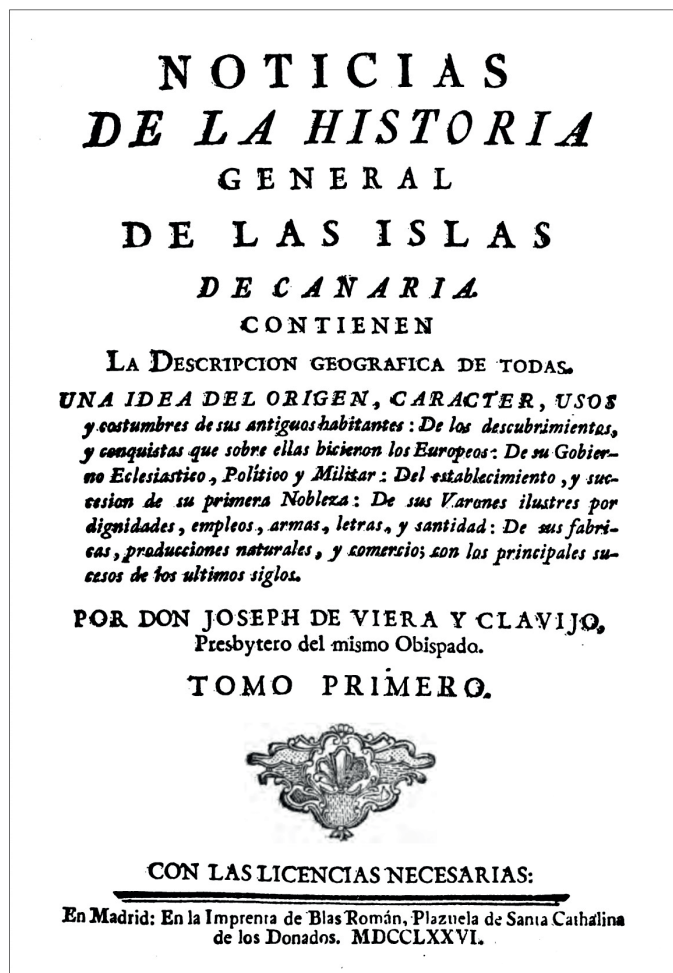 NOTICIAS
DE LA HISTORIA
GENERAL
DE LAS ISLAS
DE CANARIA.
CONTIENEN
LA DESCRIPCION GEOGRAFICA DE TODAS.
UNA IDEA DEL ORIGEN, CARACTER, USOS
y costumbres de sus antiguos habitantes: De los descubrimientos,
y conquistas que sobre ellas hicieron los Europeos: De su Gobier-
no Eclesiastico, Político y Militar: Del establecimiento, y suc-
cesion de su primera Nobleza: De sus Varones ilustres por
dignidades, empleos, armas, letras, y santidad: De sus fabri-
cas, producciones naturales, y comercio; con los principales su-
cesos de los ultimos siglos.
POR DON JOSEPH DE VIERA Y CLAVIJO,
Presbytero del mismo Obispado.
TOMO PRIMERO.
CON LAS LICENCIAS NECESARIAS:
En Madrid: En la Imprenta de Blas Román, Plazuela de Santa Cathalina
de los Donados. MDCCLXXVI.